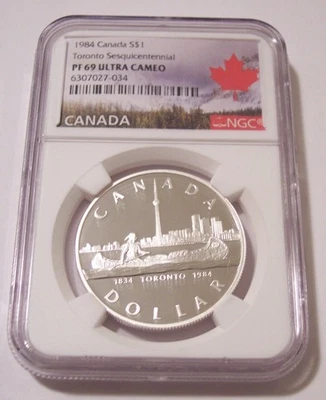 1984 Canada S$1
Toronto Sesquicentennial
PF 69 ULTRA CAMEO
6307027-034
CANADA
NGC
CANADA
1834 TORONTO 1984
DOLLAR